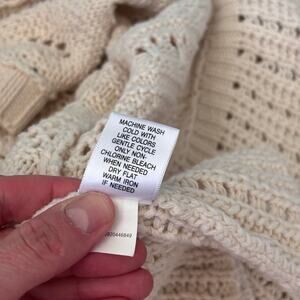 MACHINE WASH
COLD WITH
LIKE COLORS
GENTLE CYCLE
ONLY NON-
CHLORINE BLEACH
WHEN NEEDED
DRY FLAT
WARM IRON
IF NEEDED